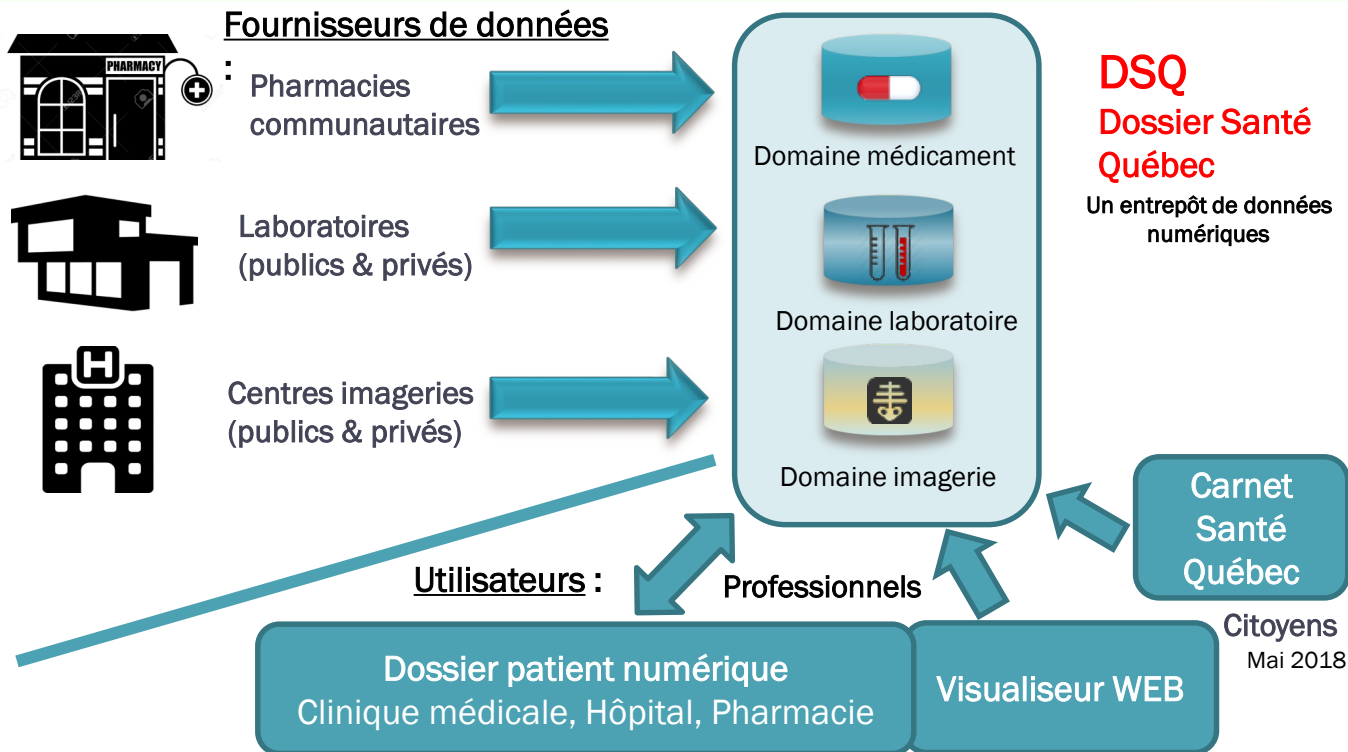 Fournisseurs de données
:
PHARMACY
Pharmacies
communautaires
Laboratoires
(publics & privés)
H
Centres imageries
(publics & privés)
Domaine médicament
Domaine laboratoire
Domaine imagerie
DSQ
Dossier Santé
Québec
Un entrepôt de données
numériques
Carnet
Santé
Québec
Citoyens
Mai 2018
Utilisateurs :
Professionnels
Dossier patient numérique
Clinique médicale, Hôpital, Pharmacie
Visualiseur WEB